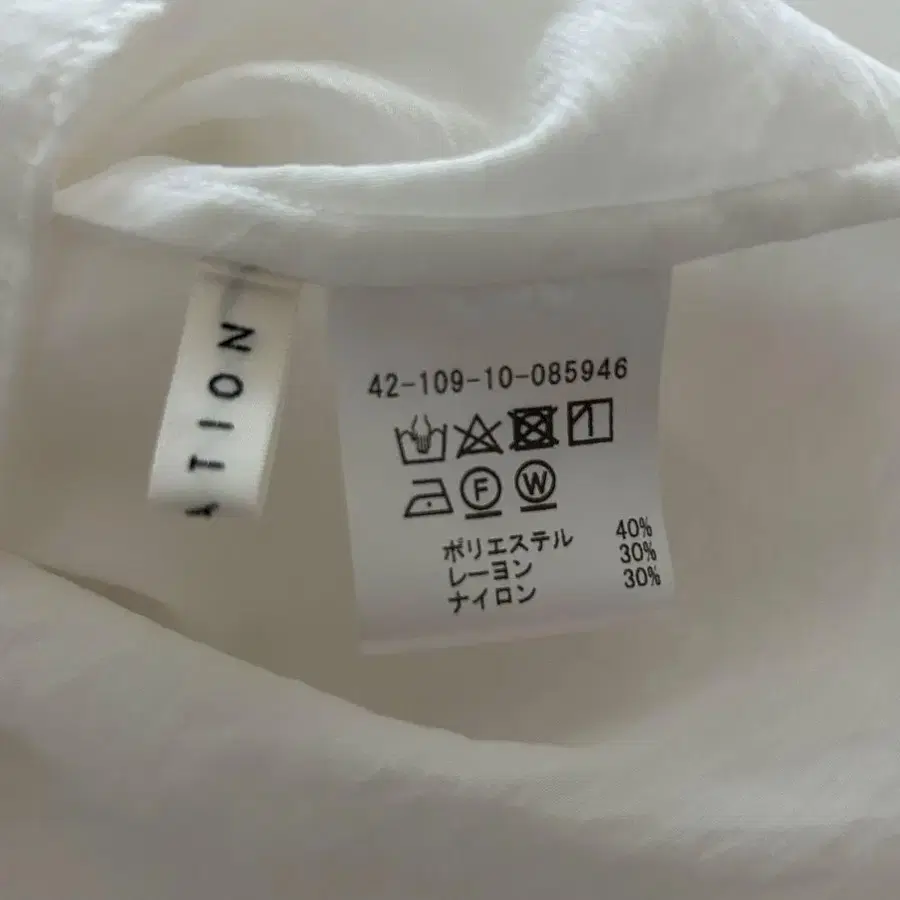 ATION
42-109-10-085946
F W
ポリエステル 40%
レーヨン 30%
ナイロン 30%